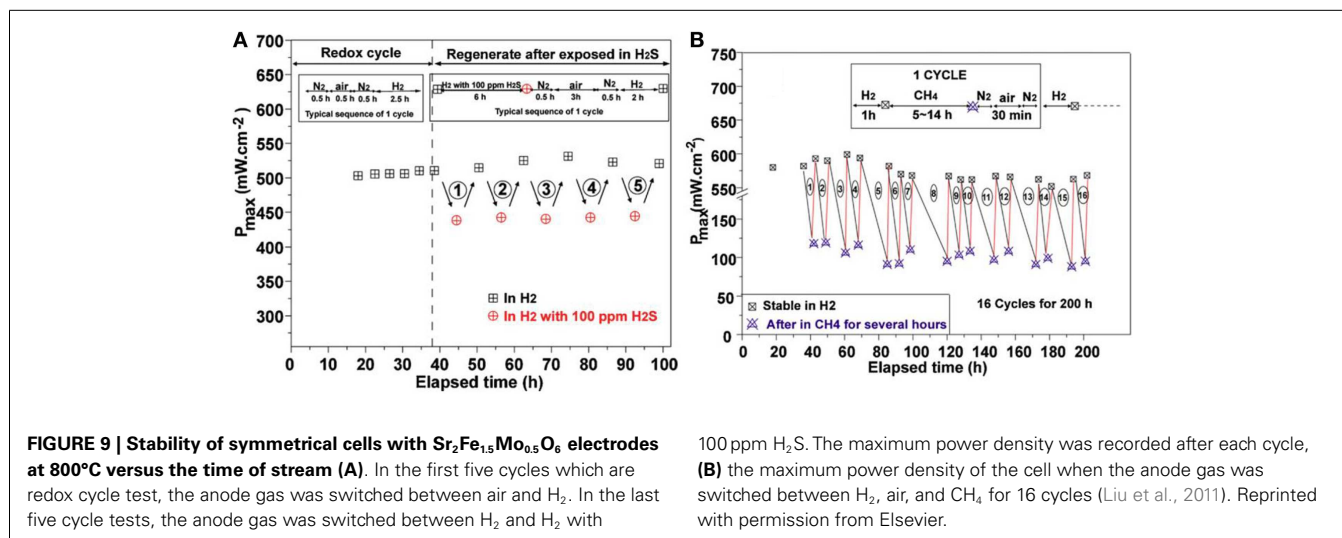 A
700
650
600
550
500
450
400
350
300
Pmax (mW.cm-2)
Redox cycle
Regenerate after exposed in H2S
N2 air N2 H2
0.5 h 0.5 h 0.5 h 2.5 h
Typical sequence of 1 cycle
H2 with 100 ppm H2S N2 air N2 H2
6 h 0.5 h 3h 0.5 h 2 h
Typical sequence of 1 cycle
1 2 3 4 5
In H2
In H2 with 100 ppm H2S
0 10 20 30 40 50 60 70 80 90 100
Elapsed time (h)
B
750
700
650
600
550
150
100
50
0
Pmax (mW.cm-2)
1 CYCLE
H2 CH4 N2 air N2 H2
1h 5~14 h 30 min
1 2 3 4 5 6 7 8 9 10 11 12 13 14 15 16
Stable in H2
After in CH4 for several hours
16 Cycles for 200 h
0 20 40 60 80 100 120 140 160 180 200
Elapsed time (h)
FIGURE 9 | Stability of symmetrical cells with Sr2Fe1.5Mo0.5O6 electrodes
at 800°C versus the time of stream (A). In the first five cycles which are
redox cycle test, the anode gas was switched between air and H2. In the last
five cycle tests, the anode gas was switched between H2 and H2 with
100 ppm H2S. The maximum power density was recorded after each cycle,
(B) the maximum power density of the cell when the anode gas was
switched between H2, air, and CH4 for 16 cycles (Liu et al., 2011). Reprinted
with permission from Elsevier.